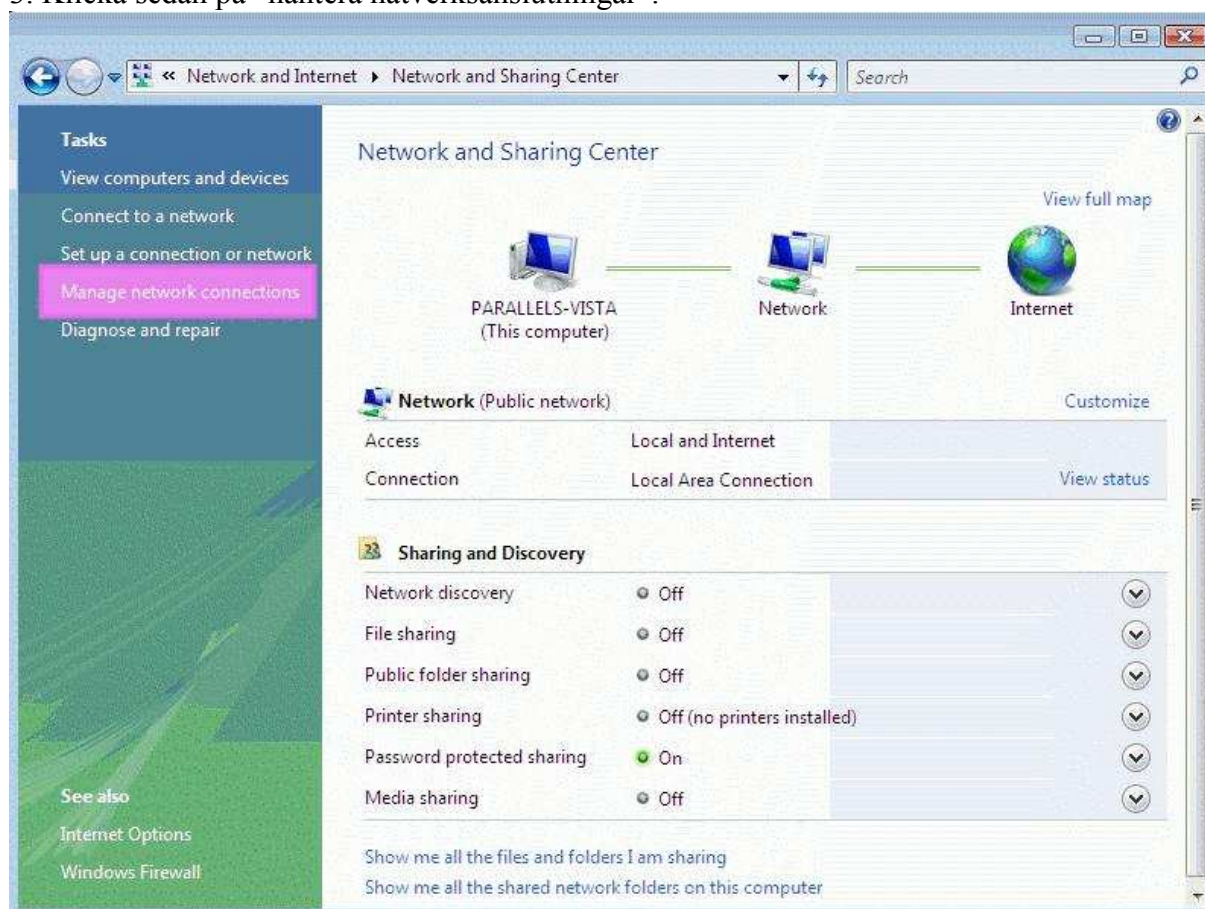 Klicka sedan på "hantera nätverksanslutningar".
« Network and Internet ▸ Network and Sharing Center
Search
Tasks
View computers and devices
Connect to a network
Set up a connection or network
Manage network connections
Diagnose and repair
See also
Internet Options
Windows Firewall
Network and Sharing Center
View full map
PARALLELS-VISTA
(This computer)
Network
Internet
Network (Public network)
Customize
Access Local and Internet
Connection Local Area Connection View status
Sharing and Discovery
Network discovery Off
File sharing Off
Public folder sharing Off
Printer sharing Off (no printers installed)
Password protected sharing On
Media sharing Off
Show me all the files and folders I am sharing
Show me all the shared network folders on this computer